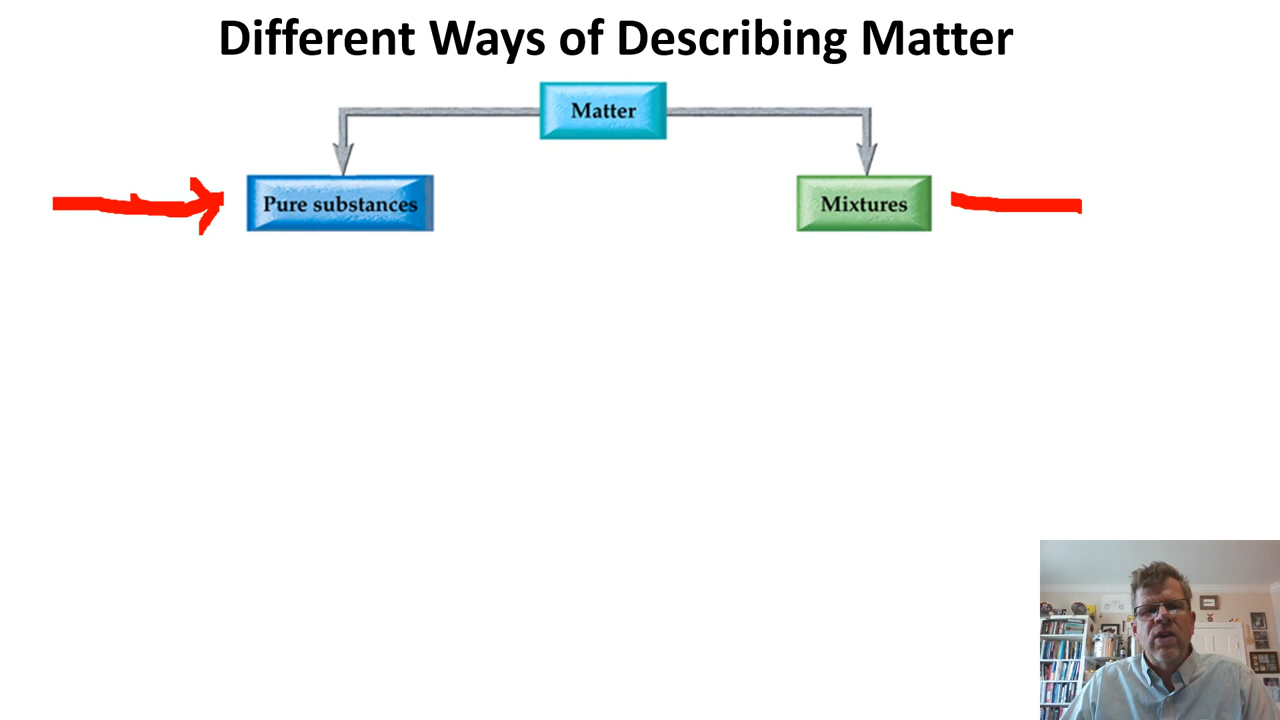 Different Ways of Describing Matter
Matter
Pure substances
Mixtures